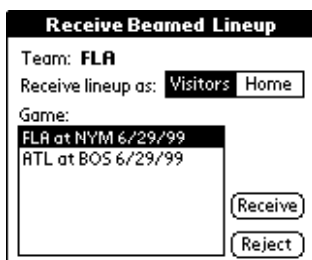 Receive Beamed Lineup
Team: FLA
Receive lineup as: Visitors Home
Game:
FLA at NYM 6/29/99
ATL at BOS 6/29/99
Receive
Reject